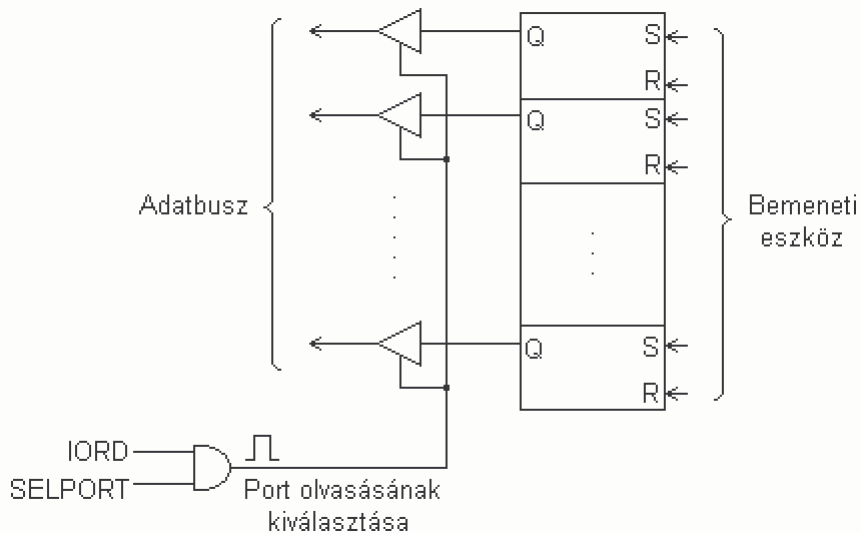 Q S
R
Q S
R
Adatbusz
Bemeneti
eszköz
Q S
R
IORD
SELPORT
Port olvasásának
kiválasztása